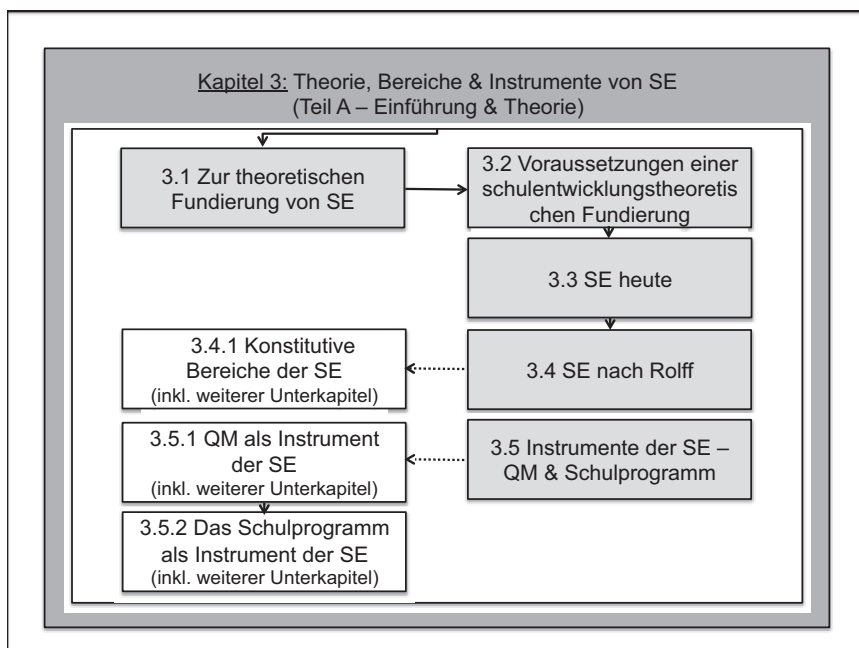 Kapitel 3: Theorie, Bereiche & Instrumente von SE
(Teil A – Einführung & Theorie)
3.1 Zur theoretischen
Fundierung von SE
3.2 Voraussetzungen einer
schulentwicklungstheoretis
chen Fundierung
3.3 SE heute
3.4.1 Konstitutive
Bereiche der SE
(inkl. weiterer Unterkapitel)
3.4 SE nach Rolff
3.5.1 QM als Instrument
der SE
(inkl. weiterer Unterkapitel)
3.5 Instrumente der SE –
QM & Schulprogramm
3.5.2 Das Schulprogramm
als Instrument der SE
(inkl. weiterer Unterkapitel)